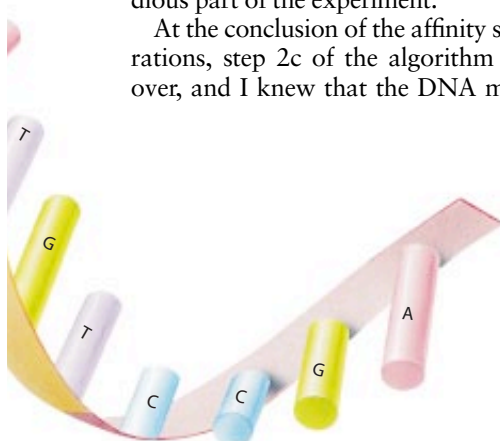 dious part of the experiment.
At the conclusion of the affinity s
rations, step 2c of the algorithm
over, and I knew that the DNA m
T
G
T
C
C
G
A